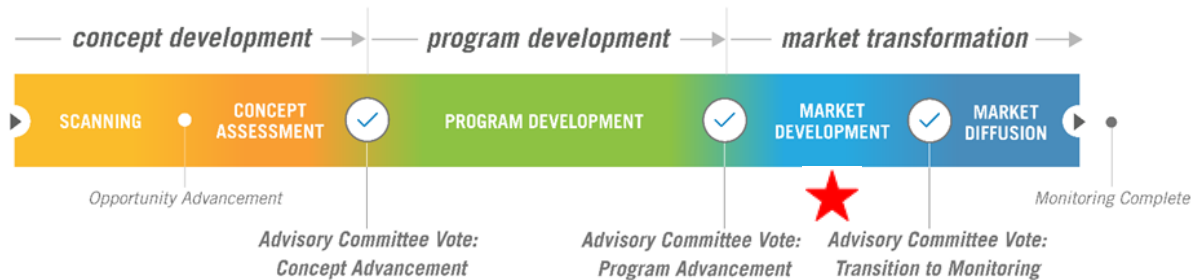 concept development
program development
market transformation
SCANNING
CONCEPT
ASSESSMENT
PROGRAM DEVELOPMENT
MARKET
DEVELOPMENT
MARKET
DIFFUSION
Opportunity Advancement
Monitoring Complete
Advisory Committee Vote:
Concept Advancement
Advisory Committee Vote:
Program Advancement
Advisory Committee Vote:
Transition to Monitoring